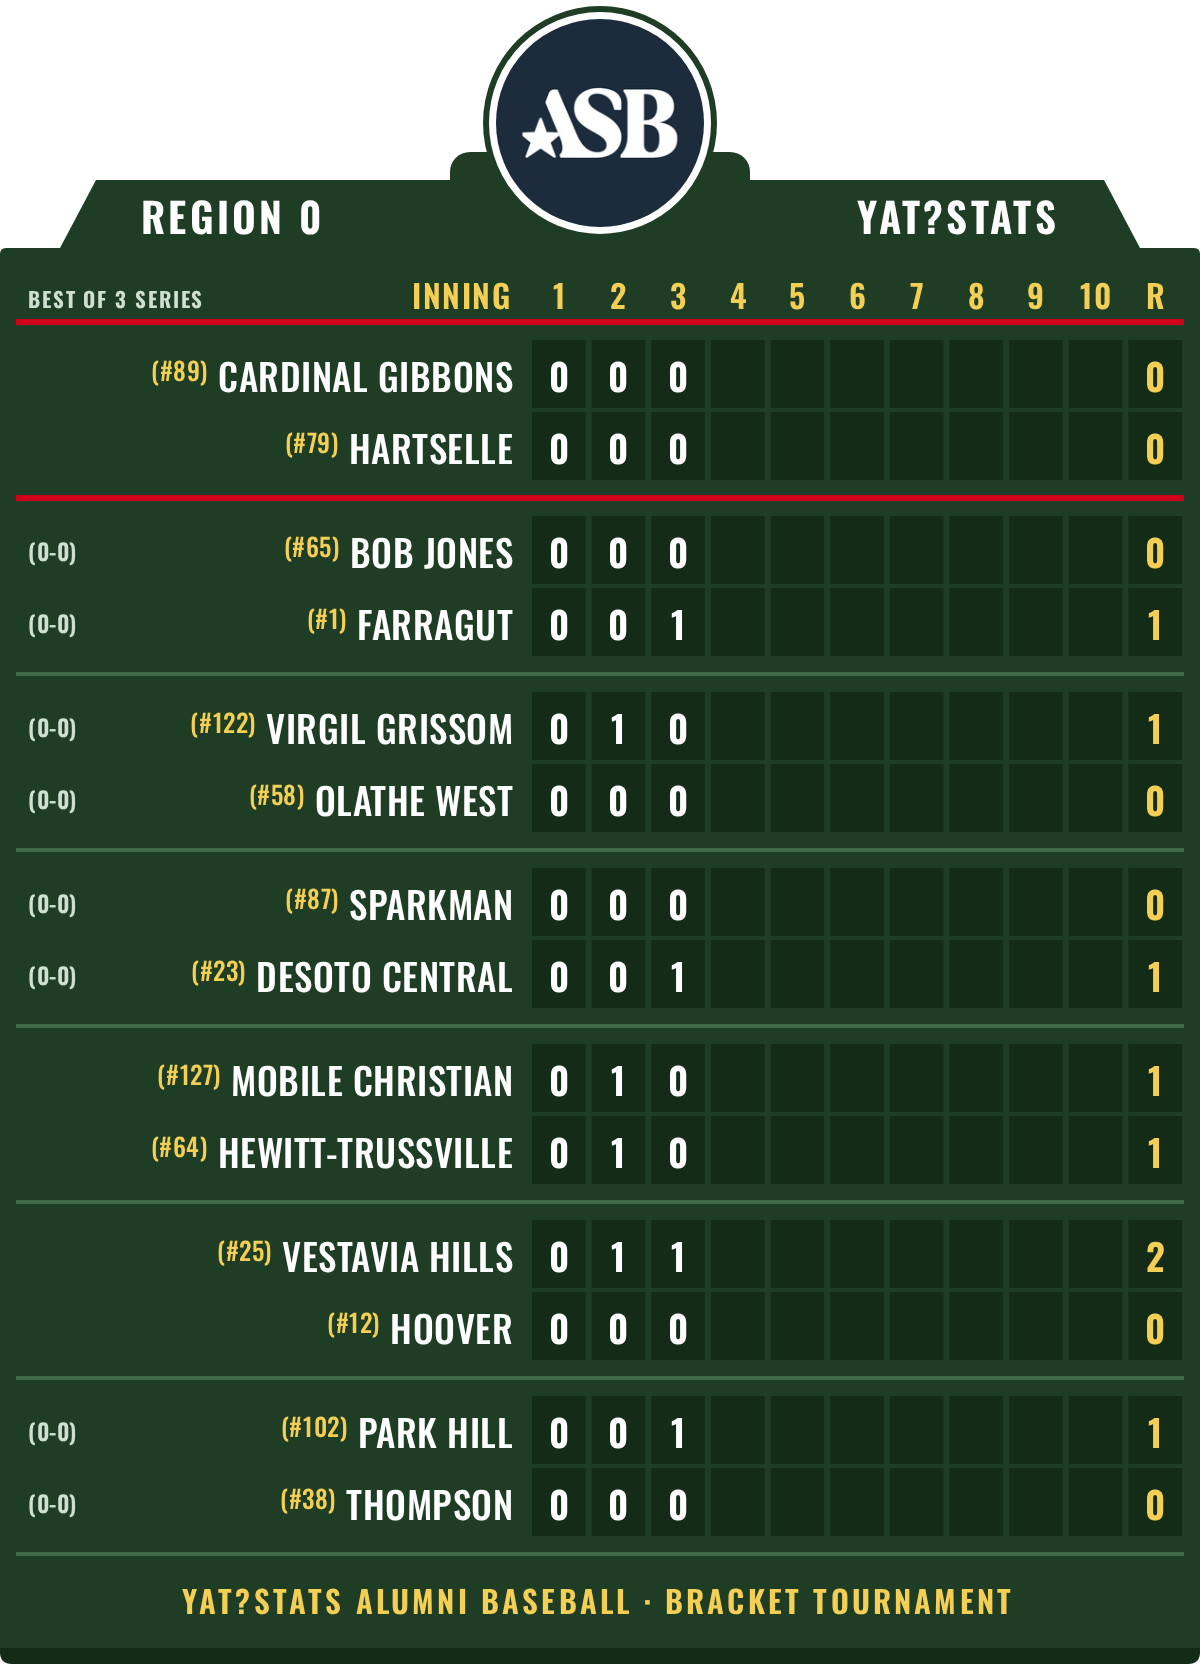 ASB
REGION 0 YAT?STATS
BEST OF 3 SERIES INNING 1 2 3 4 5 6 7 8 9 10 R
(#89) CARDINAL GIBBONS 0 0 0 0
(#79) HARTSELLE 0 0 0 0
(0-0) (#65) BOB JONES 0 0 0 0
(0-0) (#1) FARRAGUT 0 0 1 1
(0-0) (#122) VIRGIL GRISSOM 0 1 0 1
(0-0) (#58) OLATHE WEST 0 0 0 0
(0-0) (#87) SPARKMAN 0 0 0 0
(0-0) (#23) DESOTO CENTRAL 0 0 1 1
(#127) MOBILE CHRISTIAN 0 1 0 1
(#64) HEWITT-TRUSSVILLE 0 1 0 1
(#25) VESTAVIA HILLS 0 1 1 2
(#12) HOOVER 0 0 0 0
(0-0) (#102) PARK HILL 0 0 1 1
(0-0) (#38) THOMPSON 0 0 0 0
YAT?STATS ALUMNI BASEBALL · BRACKET TOURNAMENT